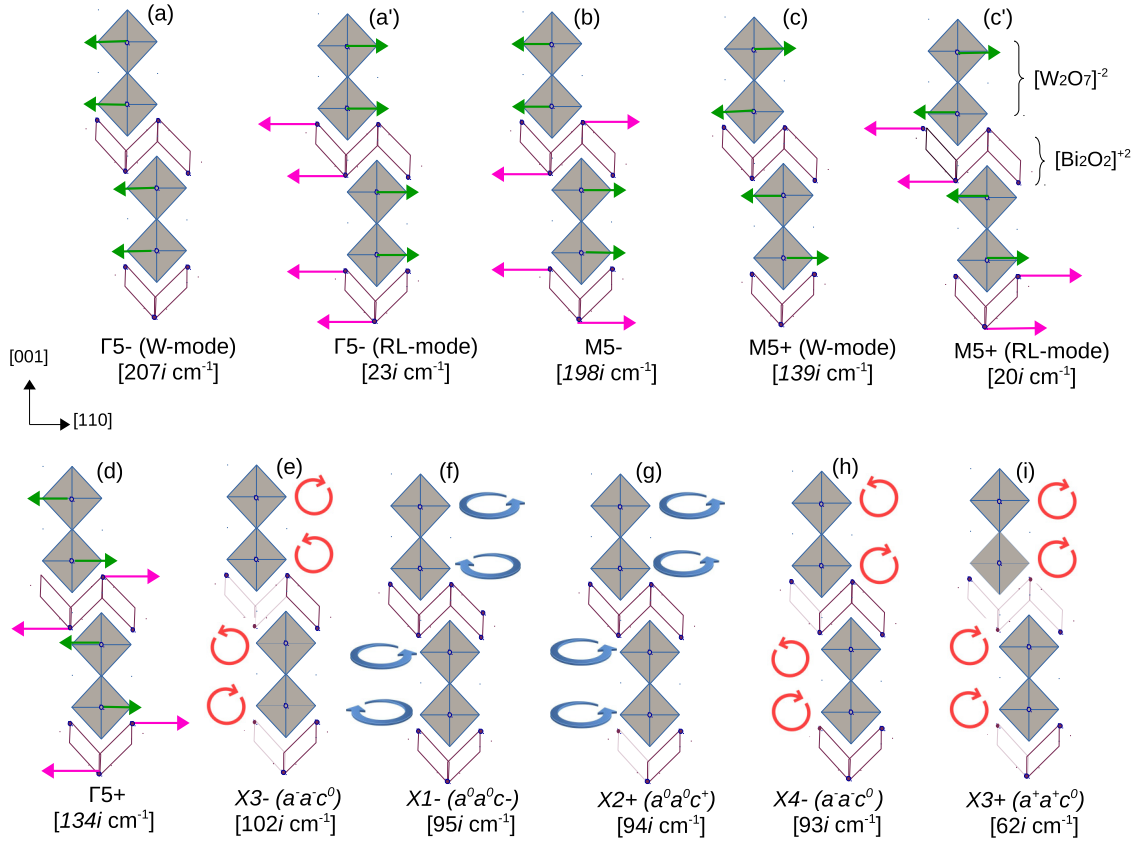 (a) (a') (b) (c) (c')
[W2O7]-2
[Bi2O2]+2
Γ5- (W-mode) Γ5- (RL-mode) M5- M5+ (W-mode) M5+ (RL-mode)
[207i cm-1] [23i cm-1] [198i cm-1] [139i cm-1] [20i cm-1]
[001]
[110]
(d) (e) (f) (g) (h) (i)
Γ5+ X3- (a-a-c0) X1- (a0a0c-) X2+ (a0a0c+) X4- (a-a-c0) X3+ (a+a+c0)
[134i cm-1] [102i cm-1] [95i cm-1] [94i cm-1] [93i cm-1] [62i cm-1]